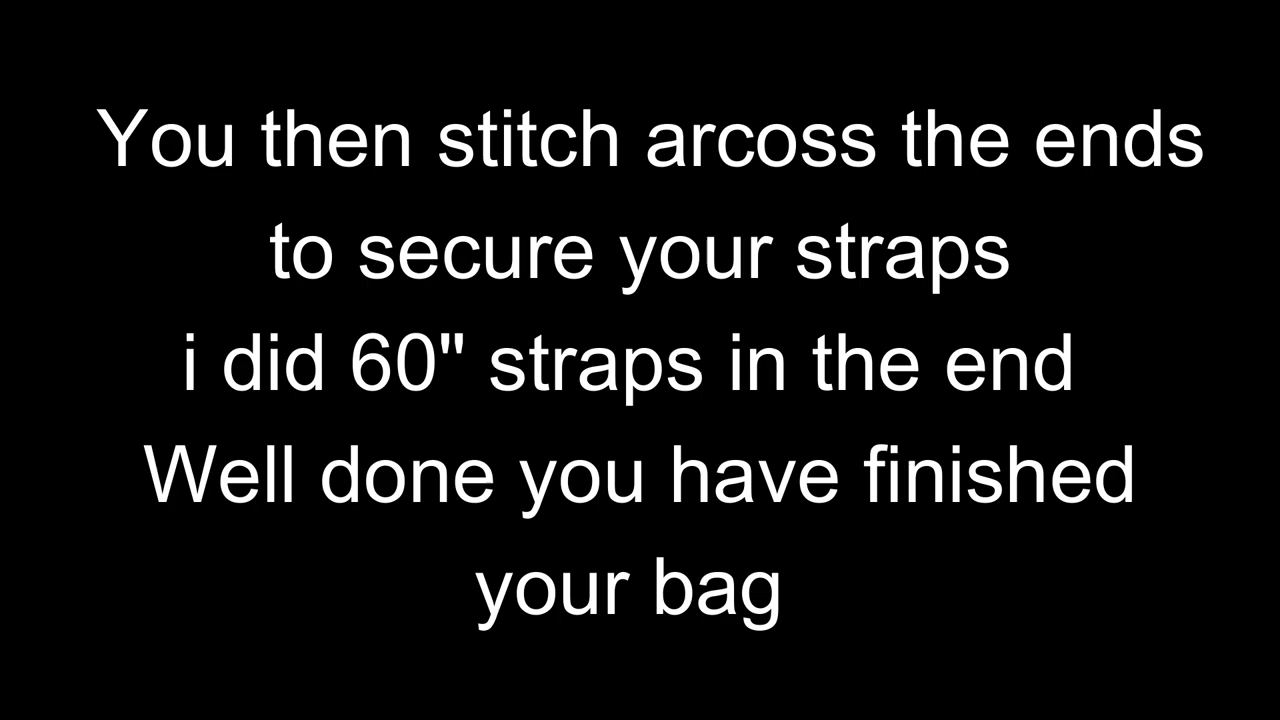 You then stitch arcoss the ends
to secure your straps
i did 60" straps in the end
Well done you have finished
your bag